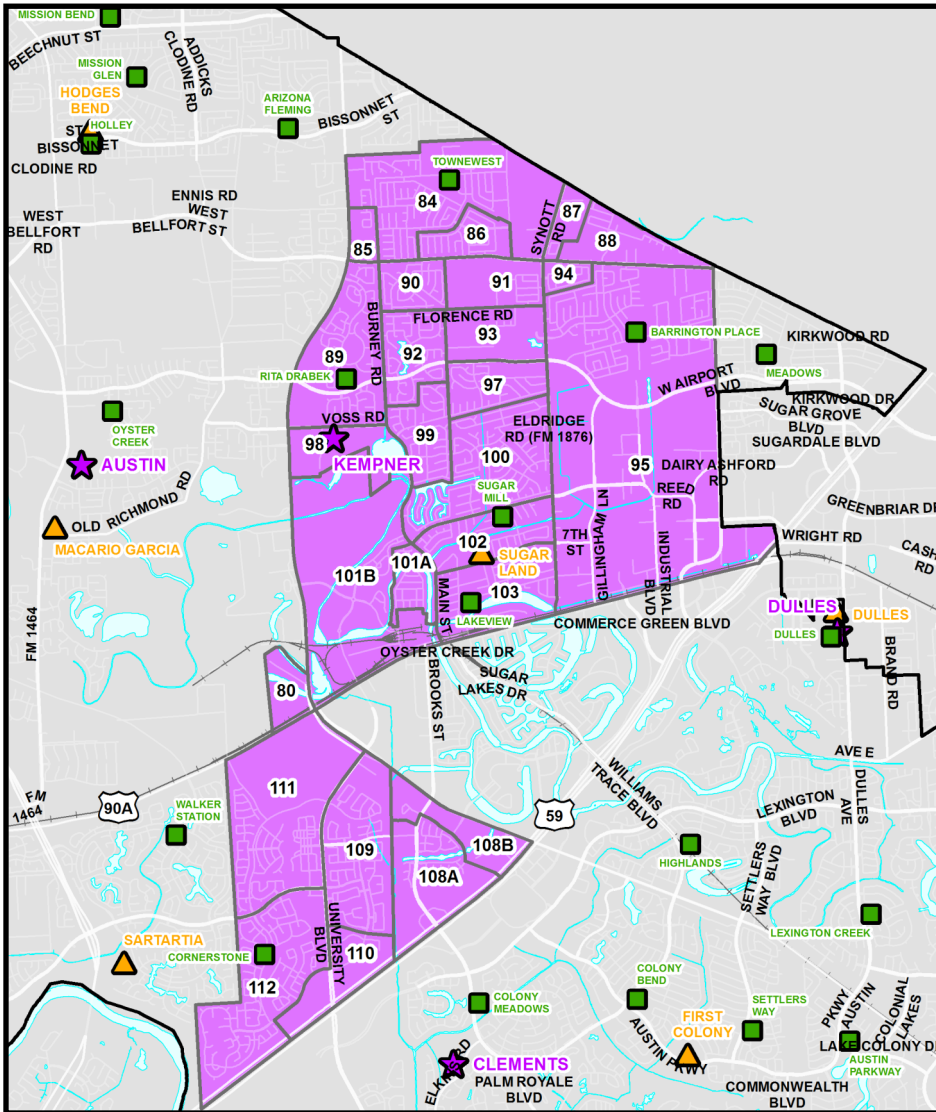 MISSION BEND
BEECHNUT ST
ADDICKS
CLODINE RD
MISSION
GLEN
HODGES
BEND
HOLLEY
ST
BISSONNET
CLODINE RD
ARIZONA
FLEMING
BISSONNET
ST
TOWNEWEST
84
ENNIS RD
WEST
BELLFORT
RD
WEST
BELLFORT ST
85
86
SYNOTT
RD
87
88
90
91
94
FLORENCE RD
BURNEY RD
93
92
89
RITA DRABEK
BARRINGTON PLACE
KIRKWOOD RD
MEADOWS
W AIRPORT
BLVD
KIRKWOOD DR
SUGAR GROVE
BLVD
SUGARDALE BLVD
97
OYSTER
CREEK
VOSS RD
98
99
KEMPNER
ELDRIDGE
RD (FM 1876)
100
95
DAIRY ASHFORD
RD
REED
RD
AUSTIN
OLD RICHMOND RD
MACARIO GARCIA
SUGAR
MILL
GREENBRIAR DR
WRIGHT RD
CASH
RD
102
SUGAR
LAND
7TH
ST
GILLINGHAM LN
INDUSTRIAL
BLVD
101A
101B
MAIN ST
103
LAKEVIEW
COMMERCE GREEN BLVD
DULLES
DULLES
DULLES
BRAND RD
FM 1464
OYSTER CREEK DR
80
BROOKS ST
SUGAR
LAKES DR
AVE E
WILLIAMS
TRACE BLVD
DULLES
AVE
FM
1464
90A
WALKER
STATION
111
109
108A
108B
59
LEXINGTON
BLVD
HIGHLANDS
SETTLERS
WAY BLVD
LEXINGTON CREEK
UNIVERSITY
BLVD
SARTARTIA
CORNERSTONE
112
110
COLONY
MEADOWS
COLONY
BEND
FIRST
COLONY
SETTLERS
WAY
PKWY
AUSTIN
COLONIAL
LAKES
AUSTIN PKWY
AUSTIN
PARKWAY
CLEMENTS
PALM ROYALE
BLVD
COMMONWEALTH
BLVD